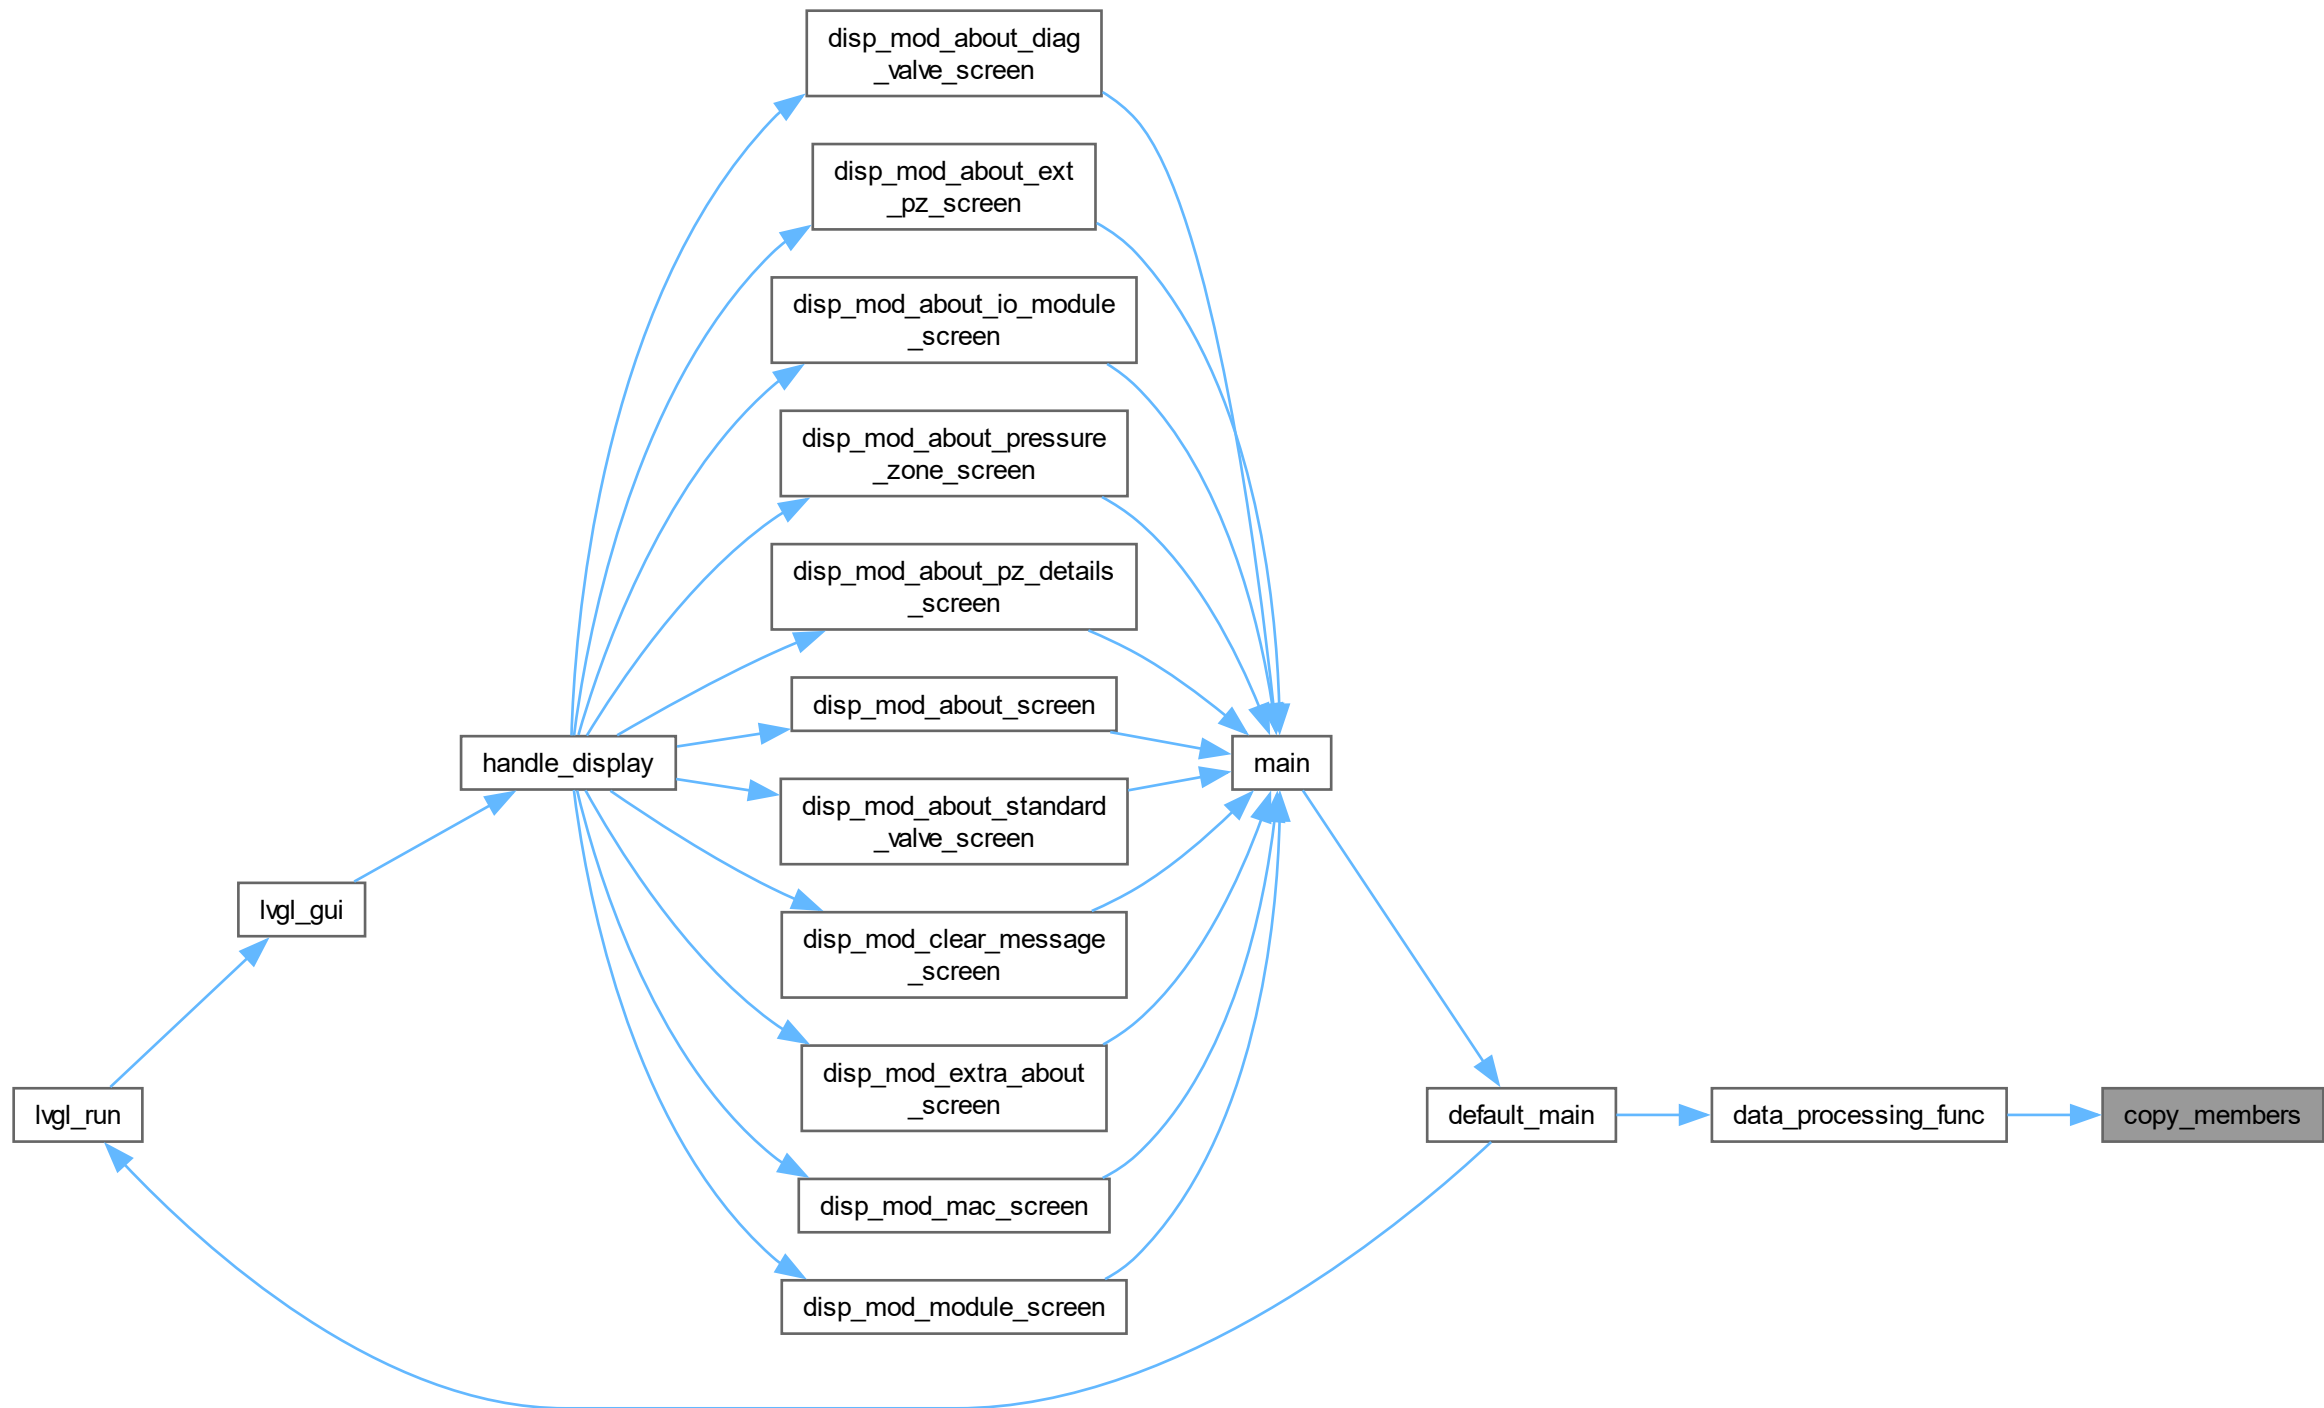 disp_mod_about_diag
_valve_screen
disp_mod_about_ext
_pz_screen
disp_mod_about_io_module
_screen
disp_mod_about_pressure
_zone_screen
disp_mod_about_pz_details
_screen
disp_mod_about_screen
handle_display
main
disp_mod_about_standard
_valve_screen
lvgl_gui
disp_mod_clear_message
_screen
disp_mod_extra_about
_screen
lvgl_run
default_main
data_processing_func
copy_members
disp_mod_mac_screen
disp_mod_module_screen